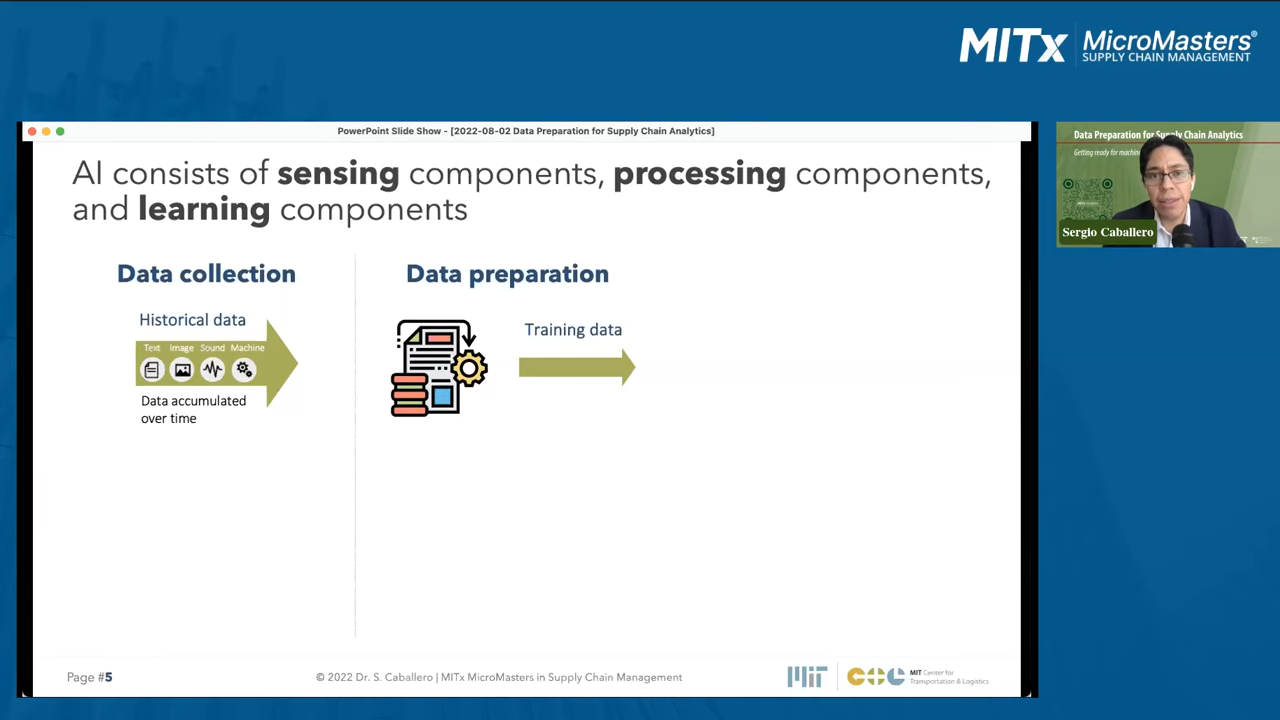 MITx MicroMasters®
SUPPLY CHAIN MANAGEMENT
PowerPoint Slide Show - [2022-08-02 Data Preparation for Supply Chain Analytics]
AI consists of sensing components, processing components,
and learning components
Data collection
Data preparation
Historical data
Training data
Text Image Sound Machine
Data accumulated
over time
Page #5
© 2022 Dr. S. Caballero | MITx MicroMasters in Supply Chain Management
MIT
CTL
MIT Center for
Transportation & Logistics
Data Preparation for Supply Chain Analytics
Getting ready for machine
Sergio Caballero